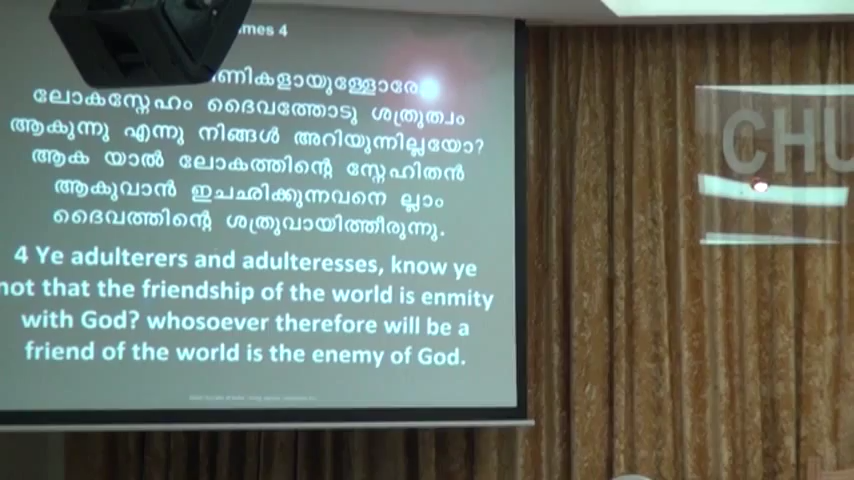 mes 4
ണികളായുള്ളോരേ
ലോകസ്നേഹം ദൈവത്തോടു ശത്രുത്വം
ആകുന്നു എന്നു നിങ്ങൾ അറിയുന്നില്ലയോ?
ആക യാൽ ലോകത്തിന്റെ സ്നേഹിതൻ
ആകുവാൻ ഇചഛിക്കുന്നവനെ ല്ലാം
ദൈവത്തിന്റെ ശത്രുവായിത്തീരുന്നു.
4 Ye adulterers and adulteresses, know ye
not that the friendship of the world is enmity
with God? whosoever therefore will be a
friend of the world is the enemy of God.
CHU